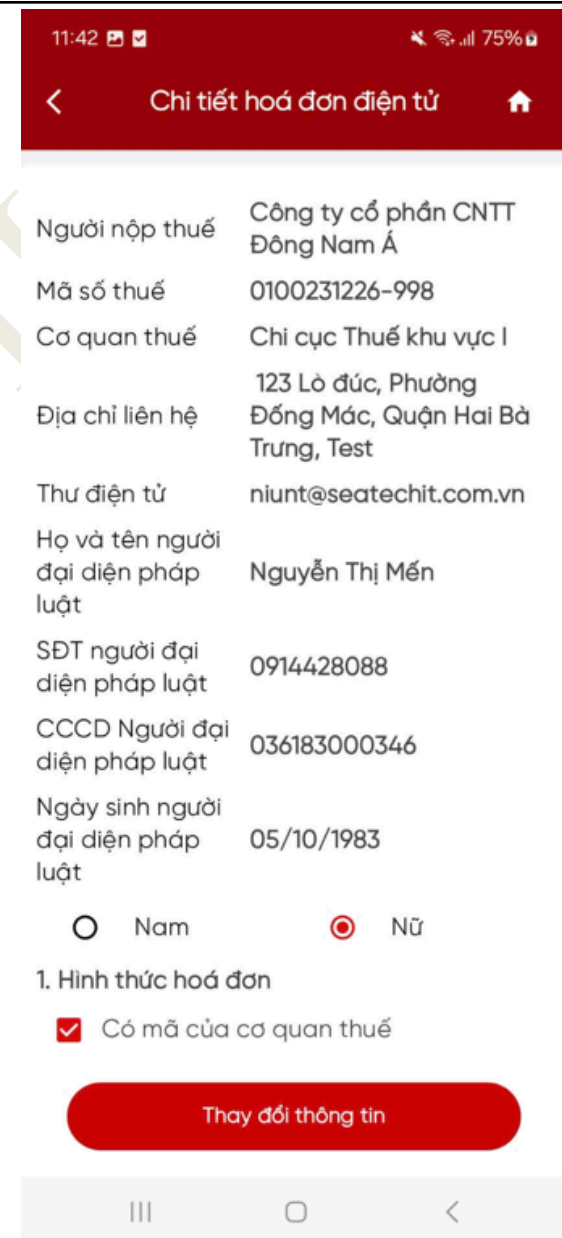 11:42 75%
Chi tiết hoá đơn điện tử
Người nộp thuế
Công ty cổ phần CNTT
Đông Nam Á
Mã số thuế
0100231226-998
Cơ quan thuế
Chi cục Thuế khu vực I
Địa chỉ liên hệ
123 Lò đúc, Phường
Đống Mác, Quận Hai Bà
Trưng, Test
Thư điện tử
niunt@seatechit.com.vn
Họ và tên người
đại diện pháp
luật
Nguyễn Thị Mến
SĐT người đại
diện pháp luật
0914428088
CCCD Người đại
diện pháp luật
036183000346
Ngày sinh người
đại diện pháp
luật
05/10/1983
Nam Nữ
1. Hình thức hoá đơn
Có mã của cơ quan thuế
Thay đổi thông tin